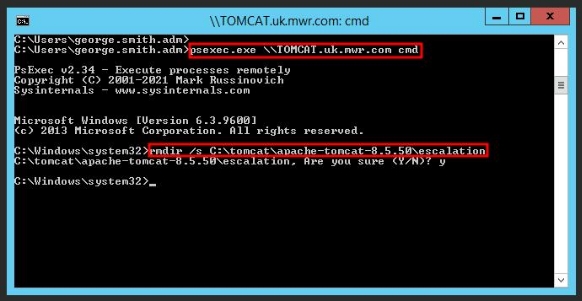 \\TOMCAT.uk.mwr.com: cmd
C:\Users\george.smith.adm>
C:\Users\george.smith.adm>psexec.exe \\TOMCAT.uk.mwr.com cmd
PsExec v2.34 - Execute processes remotely
Copyright (C) 2001-2021 Mark Russinovich
Sysinternals - www.sysinternals.com
Microsoft Windows [Version 6.3.9600]
(c) 2013 Microsoft Corporation. All rights reserved.
C:\Windows\system32>rmdir /s C:\tomcat\apache-tomcat-8.5.50\escalation
C:\tomcat\apache-tomcat-8.5.50\escalation, Are you sure (Y/N)? y
C:\Windows\system32>_